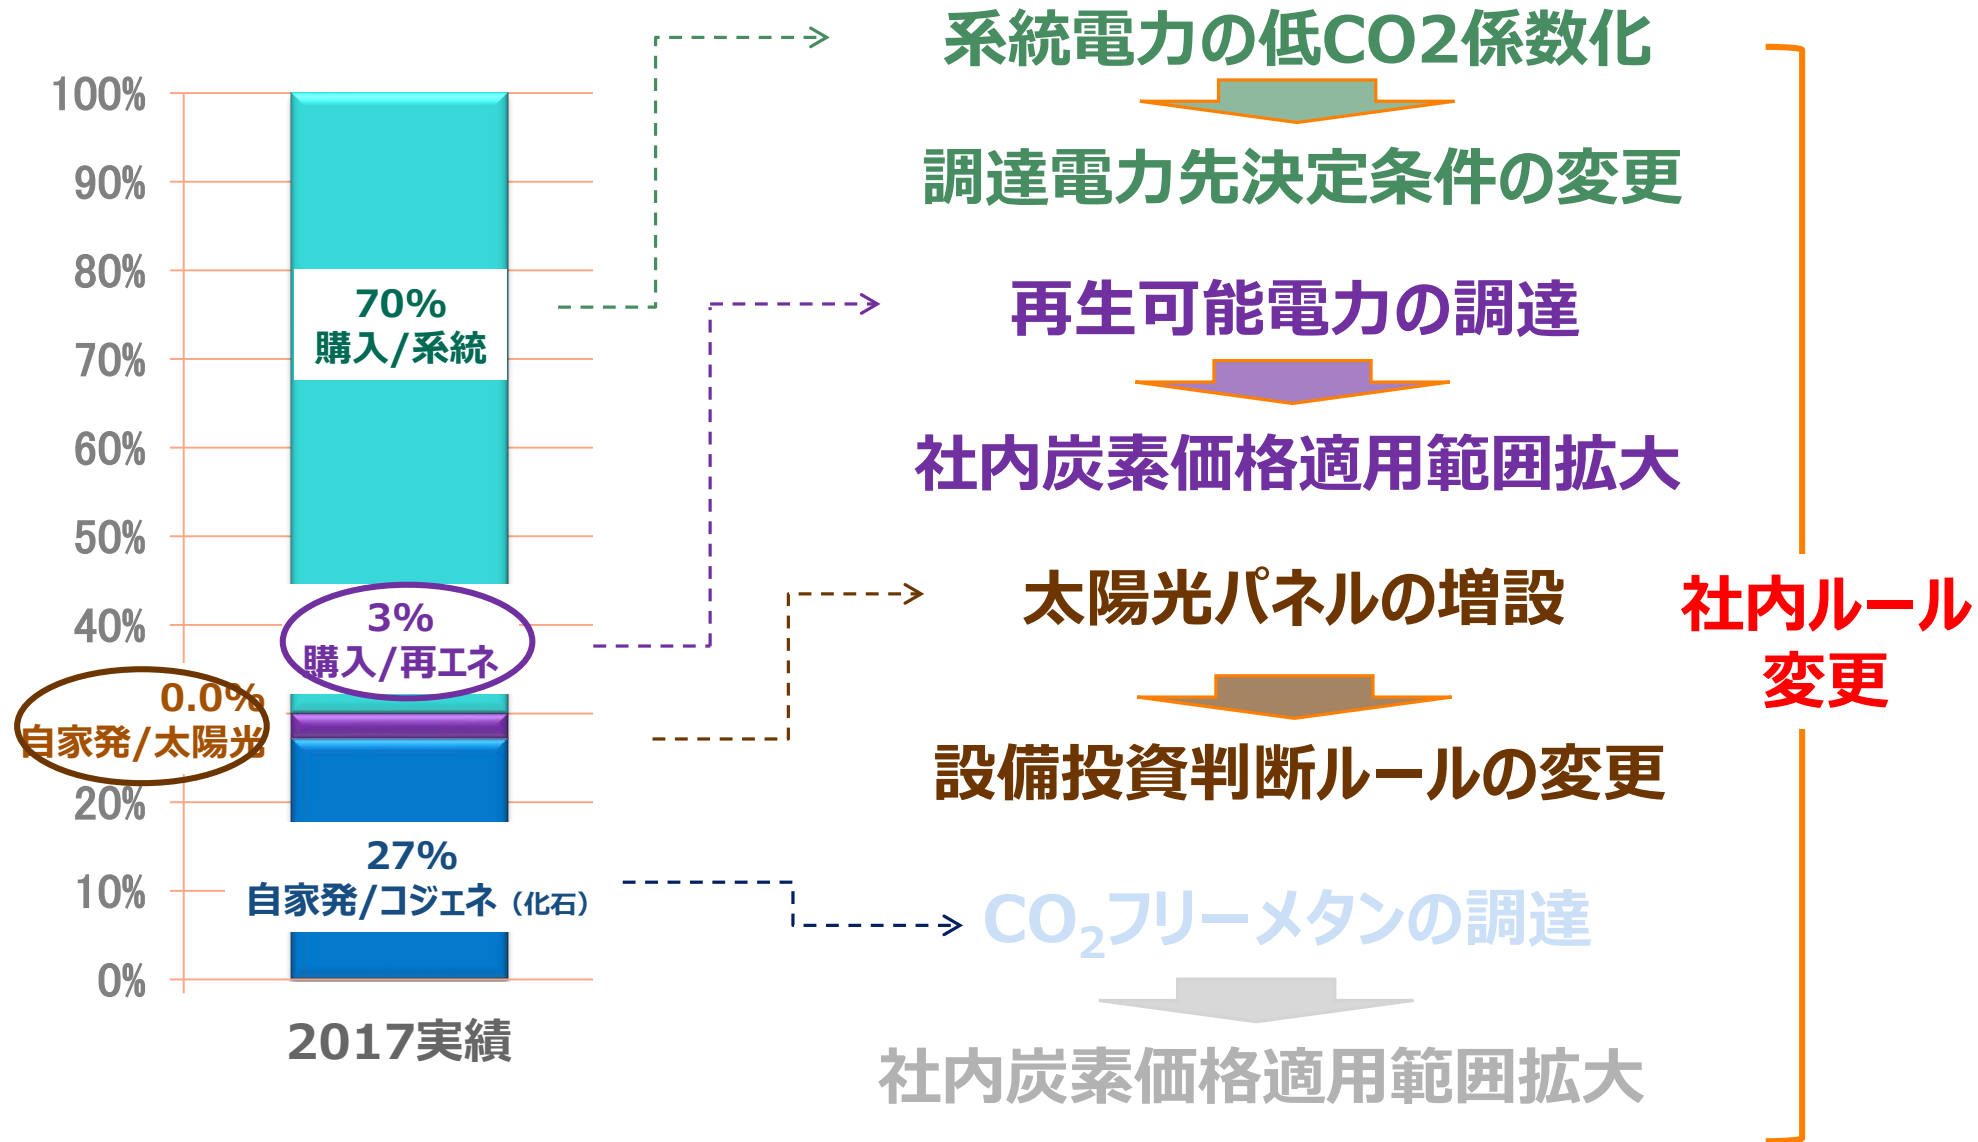 100%
90%
80%
70%
60%
50%
40%
20%
10%
0%
70%
購入/系統
3%
購入/再エネ
0.0%
自家発/太陽光
27%
自家発/コジェネ（化石）
2017実績
系統電力の低CO2係数化
調達電力先決定条件の変更
再生可能電力の調達
社内炭素価格適用範囲拡大
太陽光パネルの増設
設備投資判断ルールの変更
CO₂フリーメタンの調達
社内炭素価格適用範囲拡大
社内ルール
変更